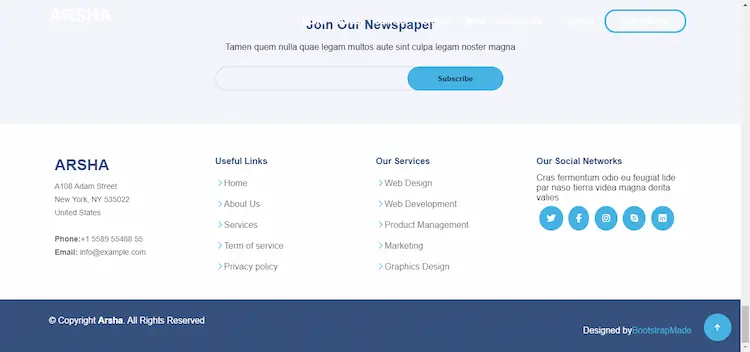 ARSHA
Join Our Newspaper
Tamen quem nulla quae legam multos aute sint culpa legam noster magna
Subscribe
ARSHA
A108 Adam Street
New York, NY 535022
United States
Phone:+1 5589 55488 55
Email: info@example.com
Useful Links
Home
About Us
Services
Term of service
Privacy policy
Our Services
Web Design
Web Development
Product Management
Marketing
Graphics Design
Our Social Networks
Cras fermentum odio eu feugiat lide
par naso tierra videa magna derita
valies
© Copyright Arsha. All Rights Reserved
Designed byBootstrapMade